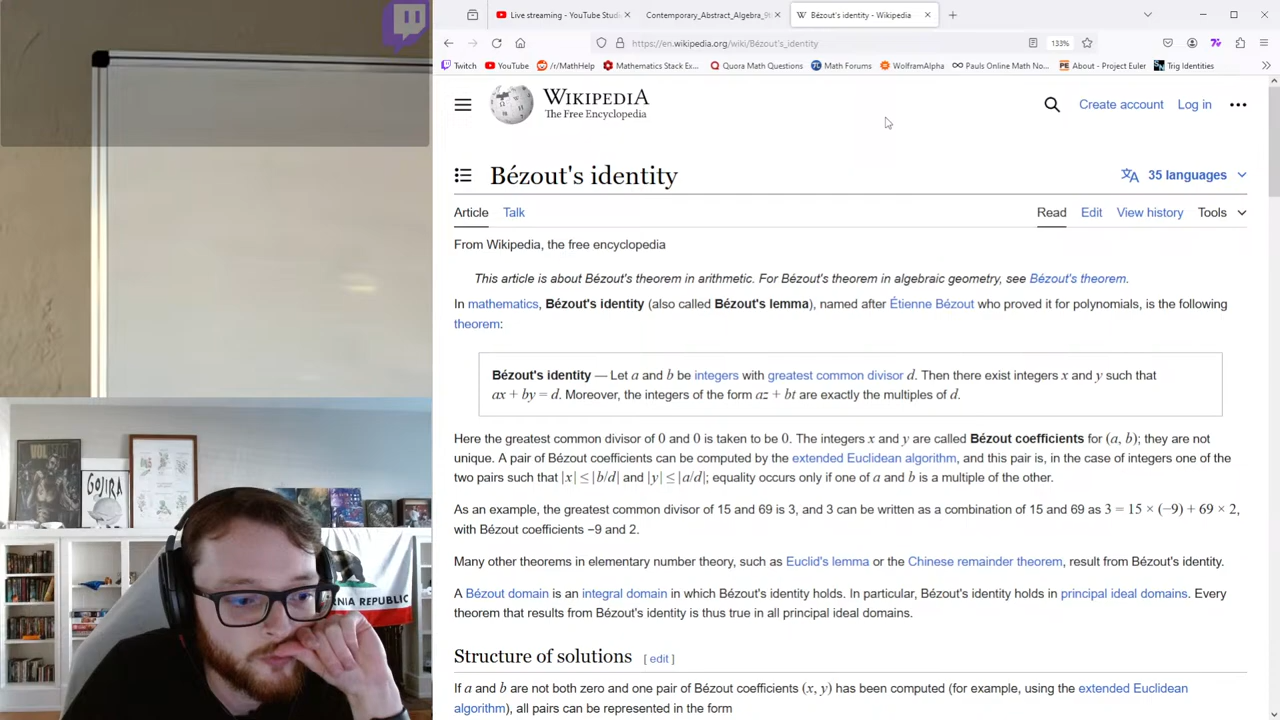 Live streaming - YouTube Studi
Contemporary_Abstract_Algebra_9(
Bézout's identity - Wikipedia
https://en.wikipedia.org/wiki/Bézout's_identity
133%
Twitch
YouTube
/r/MathHelp
Mathematics Stack Ex...
Quora Math Questions
Math Forums
WolframAlpha
Pauls Online Math No...
About - Project Euler
Trig Identities
WIKIPEDIA
The Free Encyclopedia
Create account
Log in
Bézout's identity
35 languages
Article
Talk
Read
Edit
View history
Tools
From Wikipedia, the free encyclopedia
This article is about Bézout's theorem in arithmetic. For Bézout's theorem in algebraic geometry, see Bézout's theorem.
In mathematics, Bézout's identity (also called Bézout's lemma), named after Étienne Bézout who proved it for polynomials, is the following
theorem:
Bézout's identity — Let a and b be integers with greatest common divisor d. Then there exist integers x and y such that
ax + by = d. Moreover, the integers of the form az + bt are exactly the multiples of d.
Here the greatest common divisor of 0 and 0 is taken to be 0. The integers x and y are called Bézout coefficients for (a, b); they are not
unique. A pair of Bézout coefficients can be computed by the extended Euclidean algorithm, and this pair is, in the case of integers one of the
two pairs such that |x| ≤ |b/d| and |y| ≤ |a/d|; equality occurs only if one of a and b is a multiple of the other.
As an example, the greatest common divisor of 15 and 69 is 3, and 3 can be written as a combination of 15 and 69 as 3 = 15 × (−9) + 69 × 2,
with Bézout coefficients −9 and 2.
Many other theorems in elementary number theory, such as Euclid's lemma or the Chinese remainder theorem, result from Bézout's identity.
A Bézout domain is an integral domain in which Bézout's identity holds. In particular, Bézout's identity holds in principal ideal domains. Every
theorem that results from Bézout's identity is thus true in all principal ideal domains.
Structure of solutions [ edit ]
If a and b are not both zero and one pair of Bézout coefficients (x, y) has been computed (for example, using the extended Euclidean
algorithm), all pairs can be represented in the form
GOJIRA
RNIA REPUBLIC